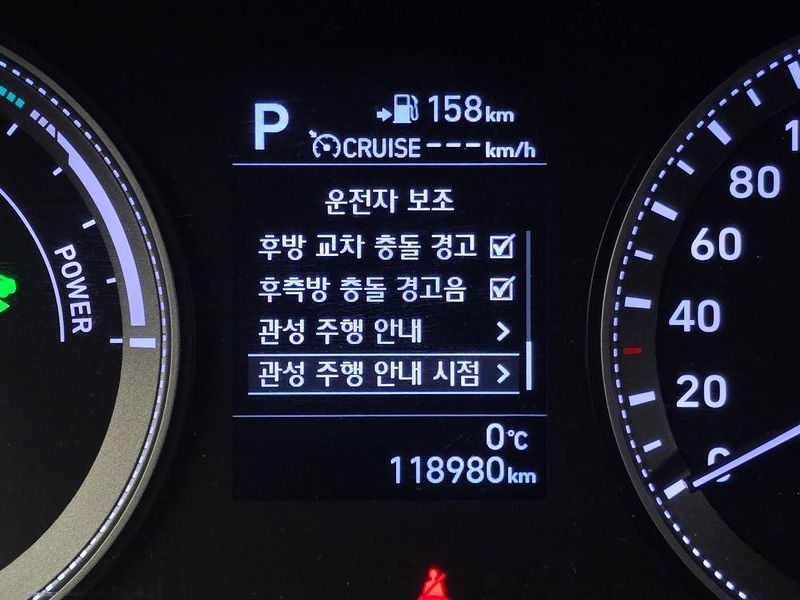 P
158km
CRUISE---km/h
운전자 보조
후방 교차 충돌 경고
후측방 충돌 경고음
관성 주행 안내 >
관성 주행 안내 시점 >
0°C
118980km
POWER
80
60
40
20
0